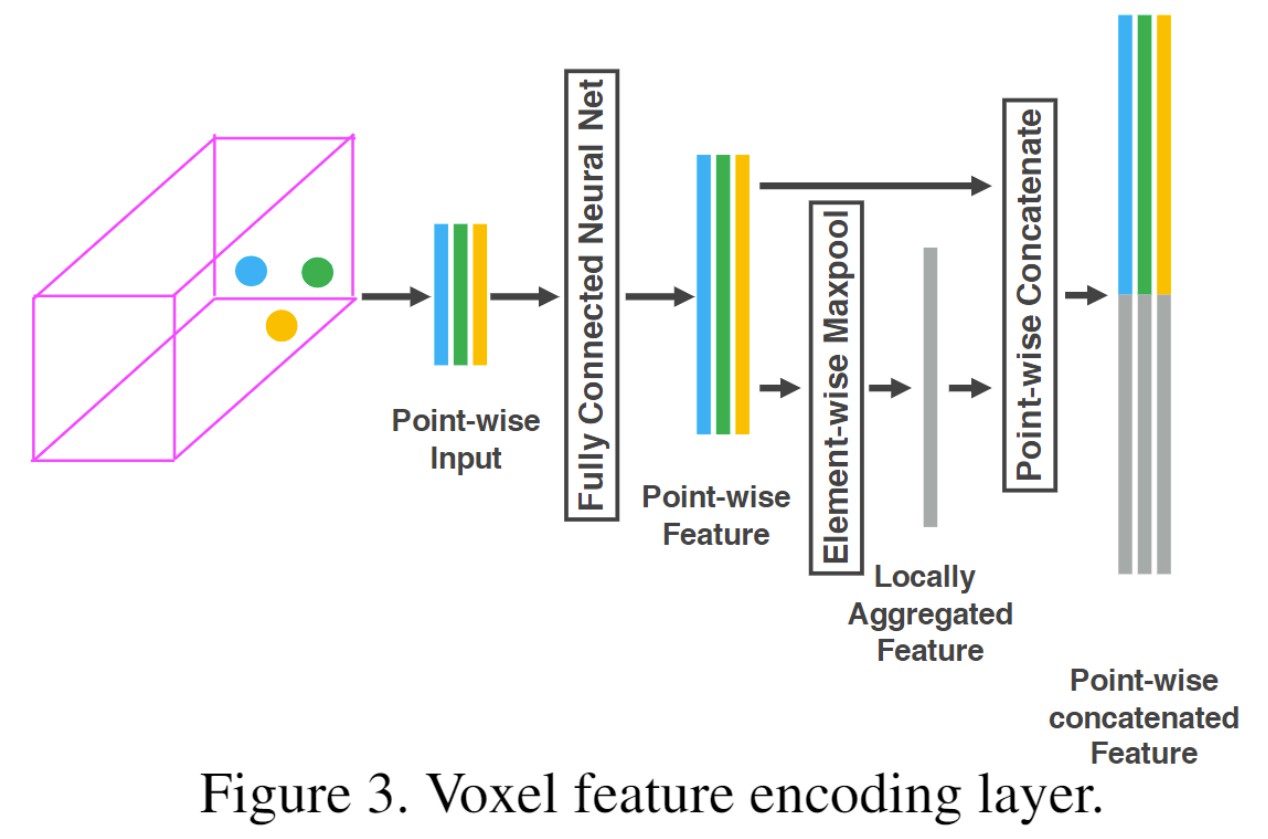 Point-wise
Input
Fully Connected Neural Net
Point-wise
Feature
Element-wise Maxpool
Locally
Aggregated
Feature
Point-wise Concatenate
Point-wise
concatenated
Feature
Figure 3. Voxel feature encoding layer.